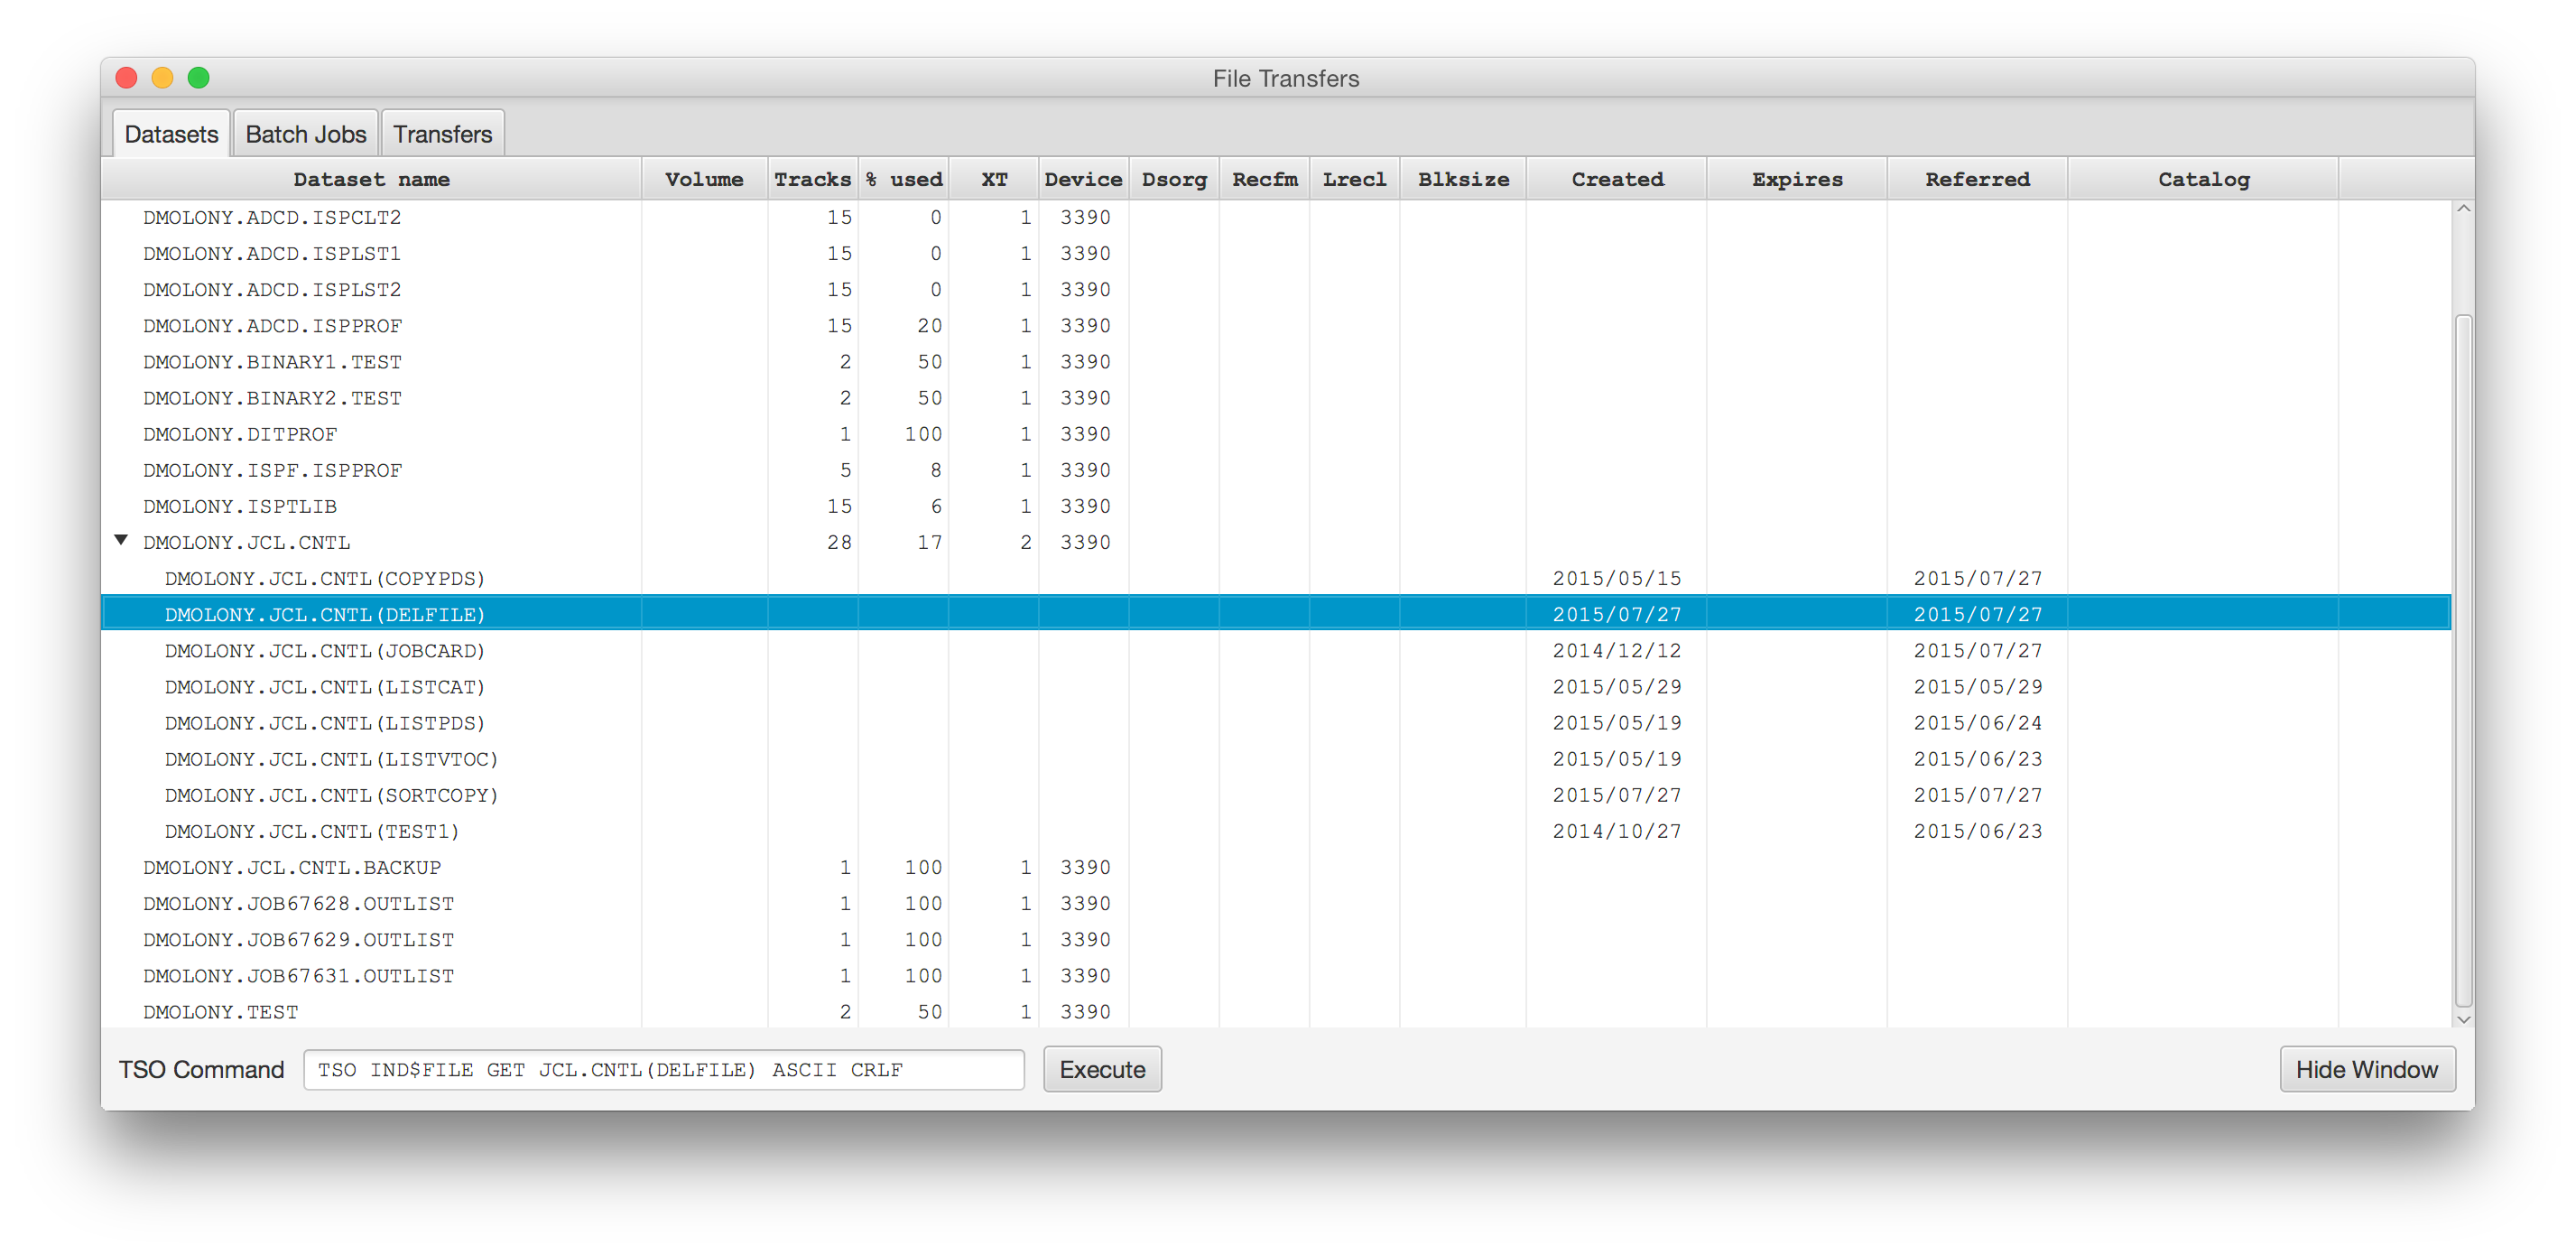 File Transfers
Datasets Batch Jobs Transfers
Dataset name Volume Tracks % used XT Device Dsorg Recfm Lrecl Blksize Created Expires Referred Catalog
DMOLONY.ADCD.ISPCLT2 15 0 1 3390
DMOLONY.ADCD.ISPLST1 15 0 1 3390
DMOLONY.ADCD.ISPLST2 15 0 1 3390
DMOLONY.ADCD.ISPPROF 15 20 1 3390
DMOLONY.BINARY1.TEST 2 50 1 3390
DMOLONY.BINARY2.TEST 2 50 1 3390
DMOLONY.DITPROF 1 100 1 3390
DMOLONY.ISPF.ISPPROF 5 8 1 3390
DMOLONY.ISPTLIB 15 6 1 3390
DMOLONY.JCL.CNTL 28 17 2 3390
DMOLONY.JCL.CNTL(COPYPDS) 2015/05/15 2015/07/27
DMOLONY.JCL.CNTL(DELFILE) 2015/07/27 2015/07/27
DMOLONY.JCL.CNTL(JOBCARD) 2014/12/12 2015/07/27
DMOLONY.JCL.CNTL(LISTCAT) 2015/05/29 2015/05/29
DMOLONY.JCL.CNTL(LISTPDS) 2015/05/19 2015/06/24
DMOLONY.JCL.CNTL(LISTVTOC) 2015/05/19 2015/06/23
DMOLONY.JCL.CNTL(SORTCOPY) 2015/07/27 2015/07/27
DMOLONY.JCL.CNTL(TEST1) 2014/10/27 2015/06/23
DMOLONY.JCL.CNTL.BACKUP 1 100 1 3390
DMOLONY.JOB67628.OUTLIST 1 100 1 3390
DMOLONY.JOB67629.OUTLIST 1 100 1 3390
DMOLONY.JOB67631.OUTLIST 1 100 1 3390
DMOLONY.TEST 2 50 1 3390
TSO Command TSO IND$FILE GET JCL.CNTL(DELFILE) ASCII CRLF Execute Hide Window